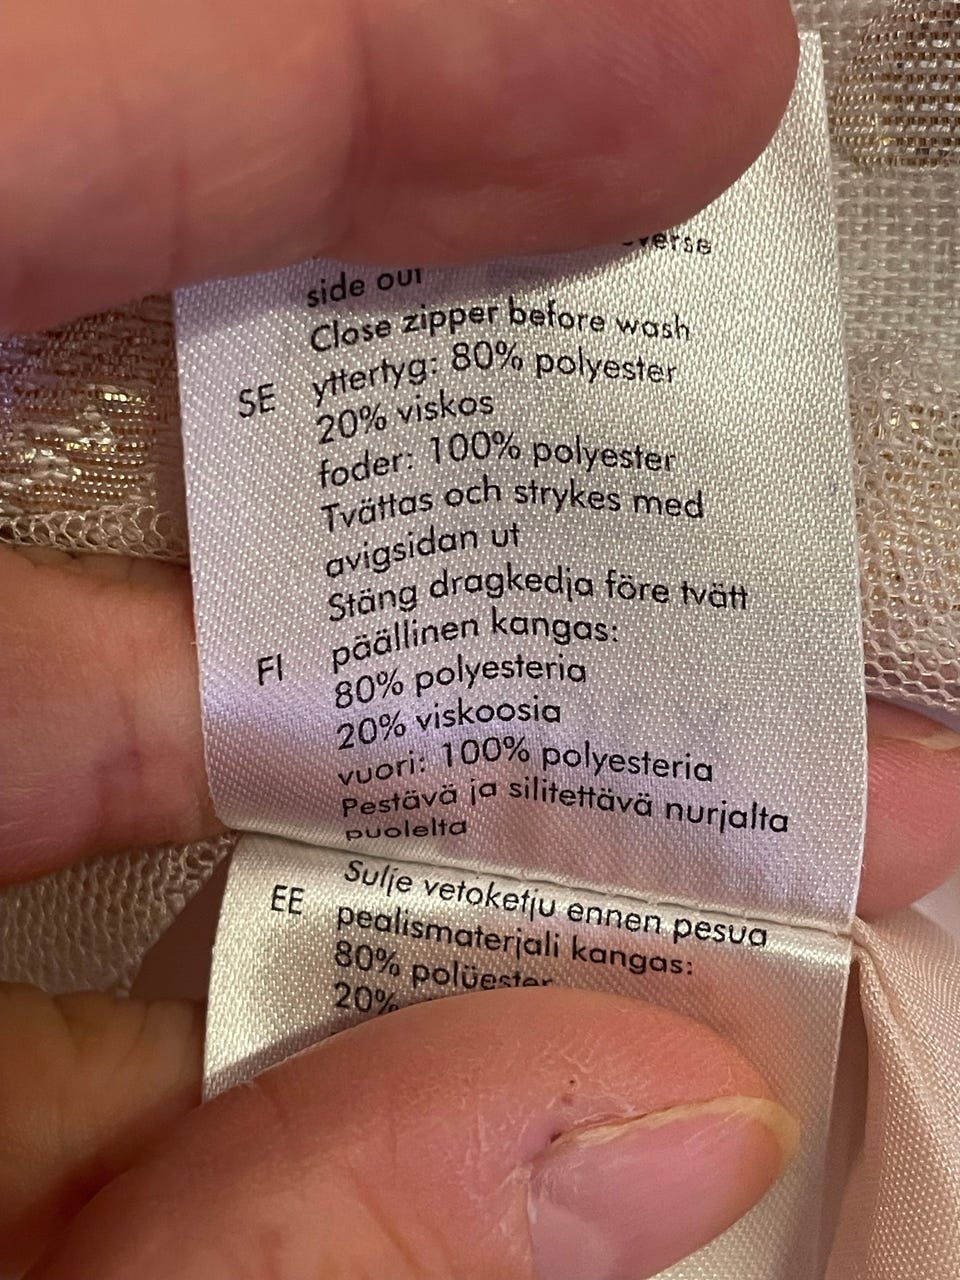 side out
Close zipper before wash
SE yttertyg: 80% polyester
20% viskos
foder: 100% polyester
Tvättas och strykes med
avigsidan ut
Stäng dragkedja före tvätt
FI päällinen kangas:
80% polyesteria
20% viskoosia
vuori: 100% polyesteria
Pestävä ja silitettävä nurjalta
puolelta
Sulje vetoketju ennen pesua
EE pealismaterjali kangas:
80% polüester
20%